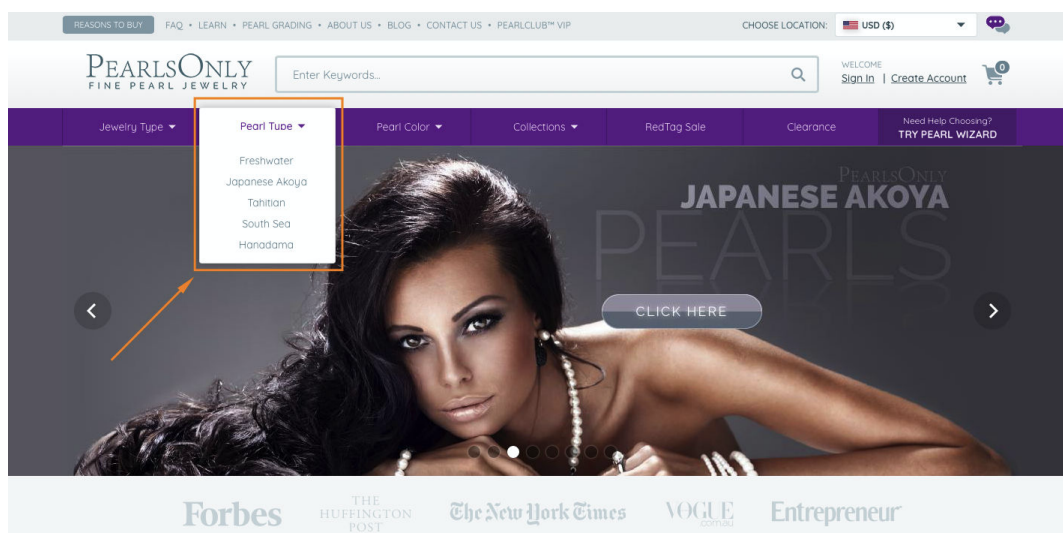 REASONS TO BUY FAQ • LEARN • PEARL GRADING • ABOUT US • BLOG • CONTACT US • PEARLCLUB™ VIP CHOOSE LOCATION: USD ($)
PEARLSONLY
FINE PEARL JEWELRY
Enter Keywords...
WELCOME
Sign In | Create Account
0
Jewelry Type Pearl Type Pearl Color Collections RedTag Sale Clearance
Need Help Choosing?
TRY PEARL WIZARD
Freshwater
Japanese Akoya
Tahitian
South Sea
Hanadama
PEARLSONLY
JAPANESE AKOYA
PEARLS
CLICK HERE
Forbes
THE
HUFFINGTON
POST
The New York Times
VOGUE
.com.au
Entrepreneur